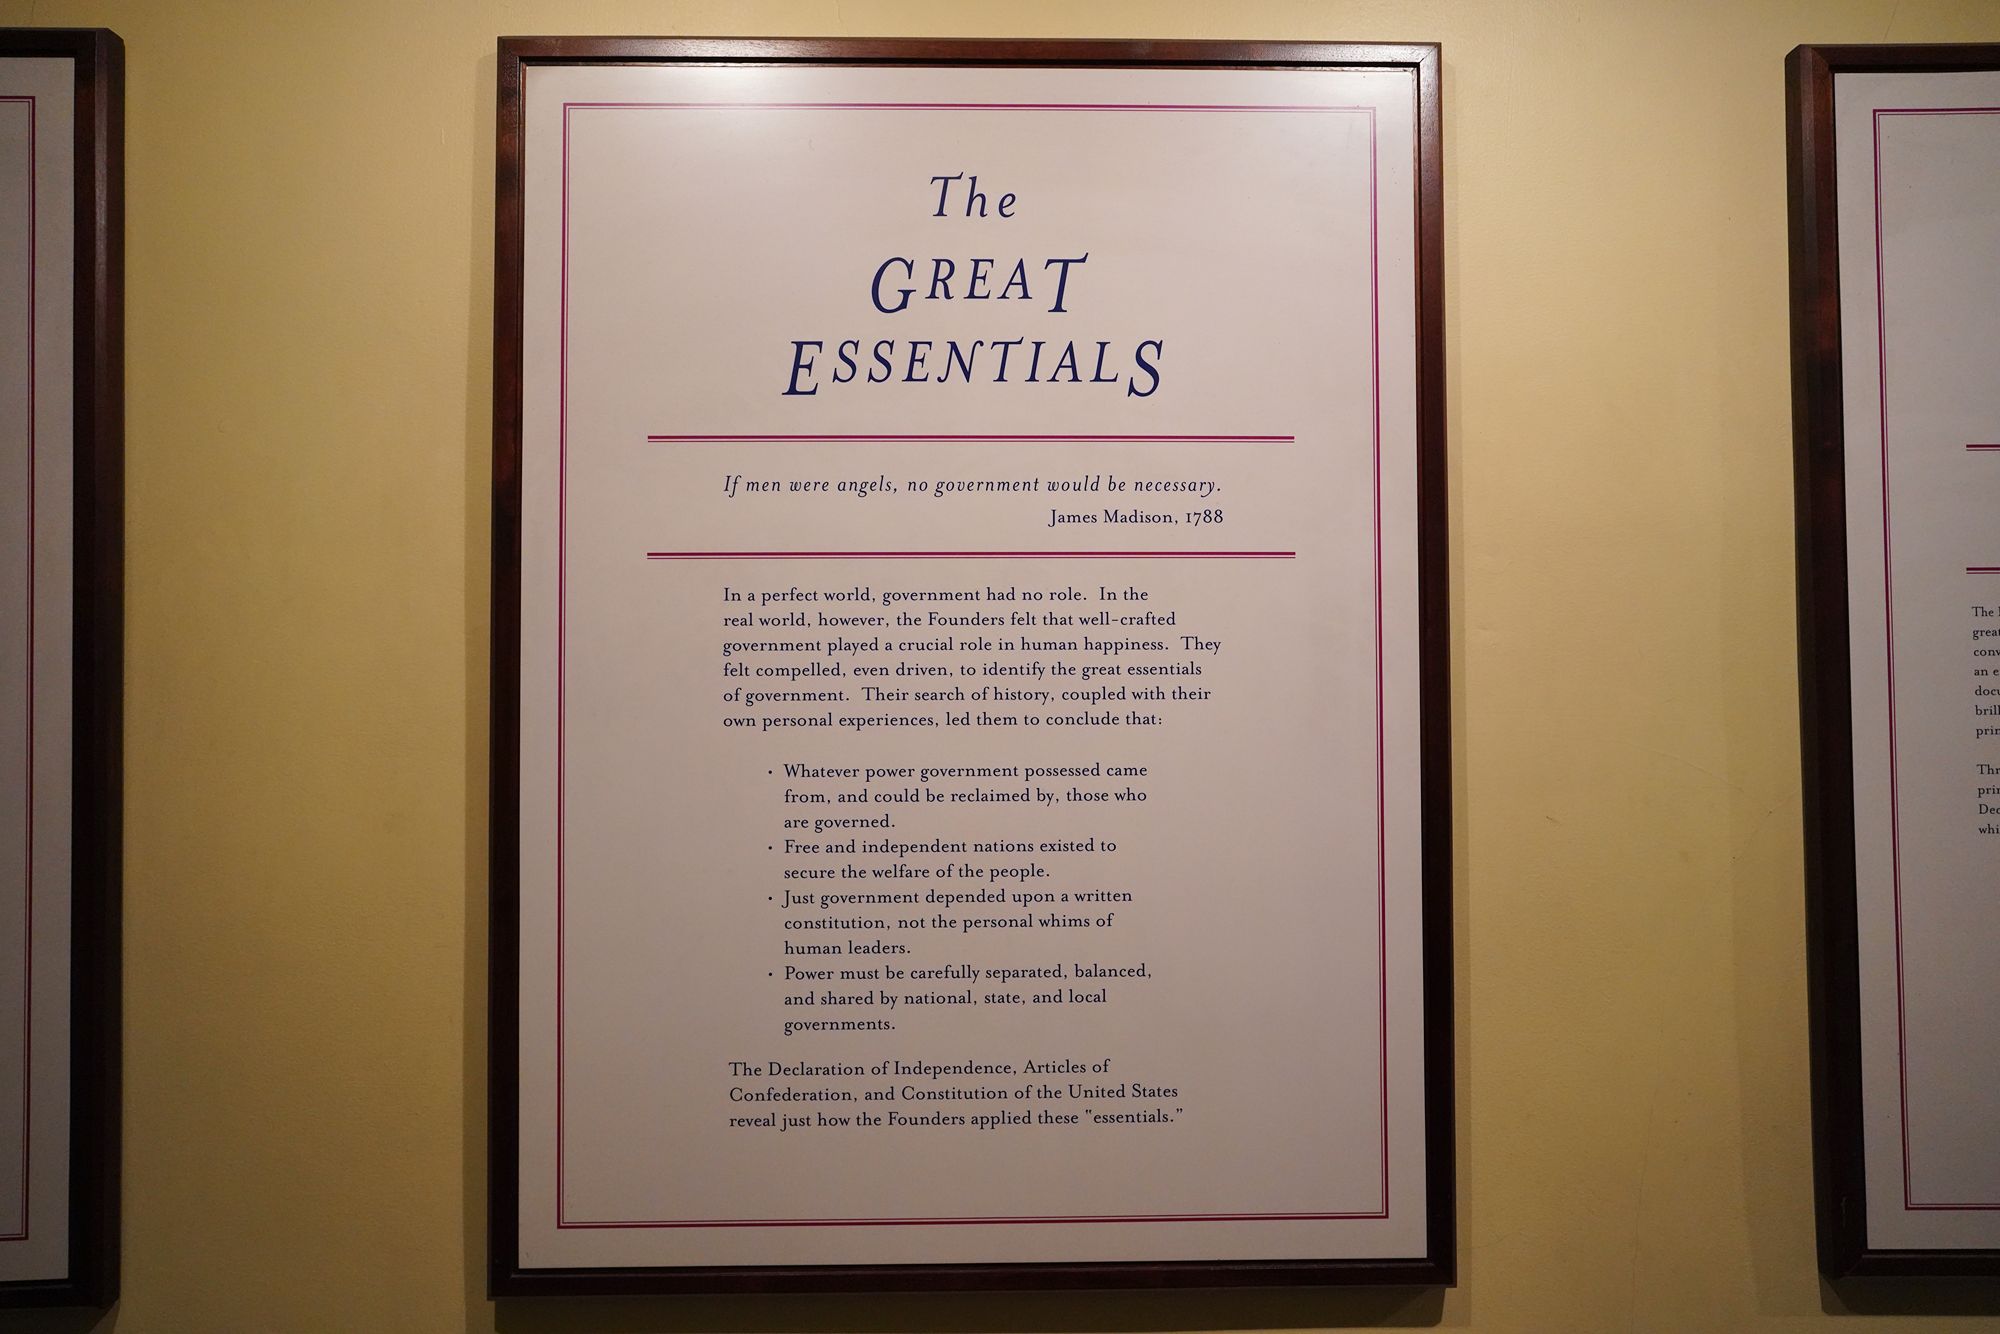 The
GREAT
ESSENTIALS
If men were angels, no government would be necessary.
James Madison, 1788
In a perfect world, government had no role. In the
real world, however, the Founders felt that well-crafted
government played a crucial role in human happiness. They
felt compelled, even driven, to identify the great essentials
of government. Their search of history, coupled with their
own personal experiences, led them to conclude that:
• Whatever power government possessed came
from, and could be reclaimed by, those who
are governed.
• Free and independent nations existed to
secure the welfare of the people.
• Just government depended upon a written
constitution, not the personal whims of
human leaders.
• Power must be carefully separated, balanced,
and shared by national, state, and local
governments.
The Declaration of Independence, Articles of
Confederation, and Constitution of the United States
reveal just how the Founders applied these "essentials."
The
an